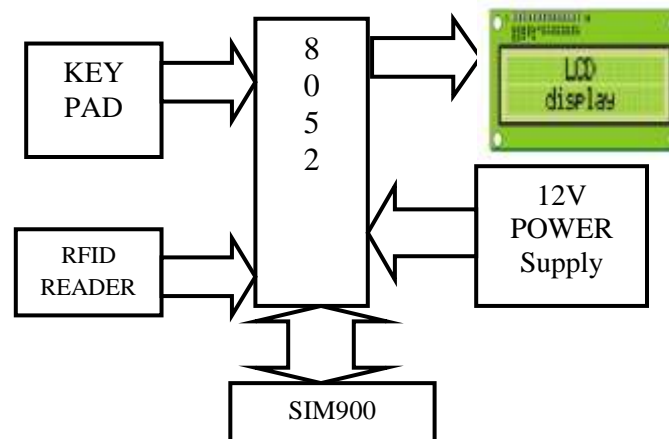 KEY
PAD
8
0
5
2
LCD
display
RFID
READER
12V
POWER
Supply
SIM900